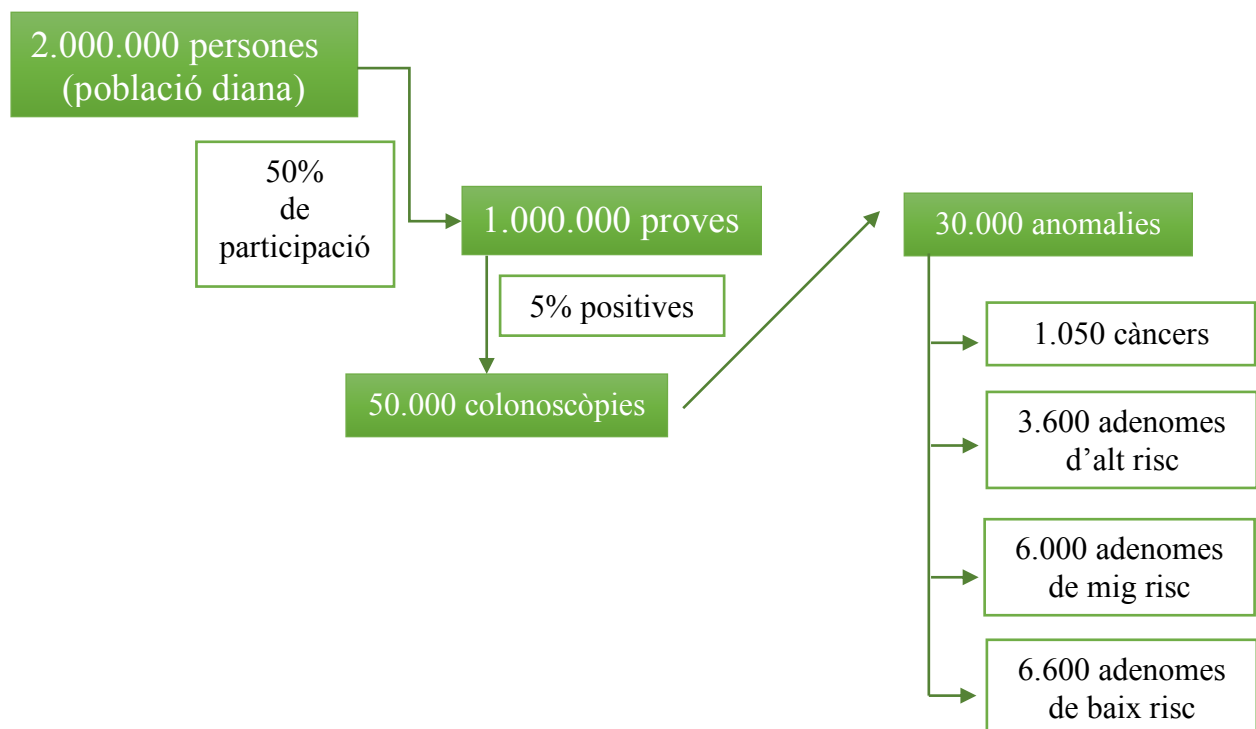 2.000.000 persones
(població diana)
50%
de
participació
1.000.000 proves
5% positives
50.000 colonoscòpies
30.000 anomalies
1.050 càncers
3.600 adenomes
d’alt risc
6.000 adenomes
de mig risc
6.600 adenomes
de baix risc